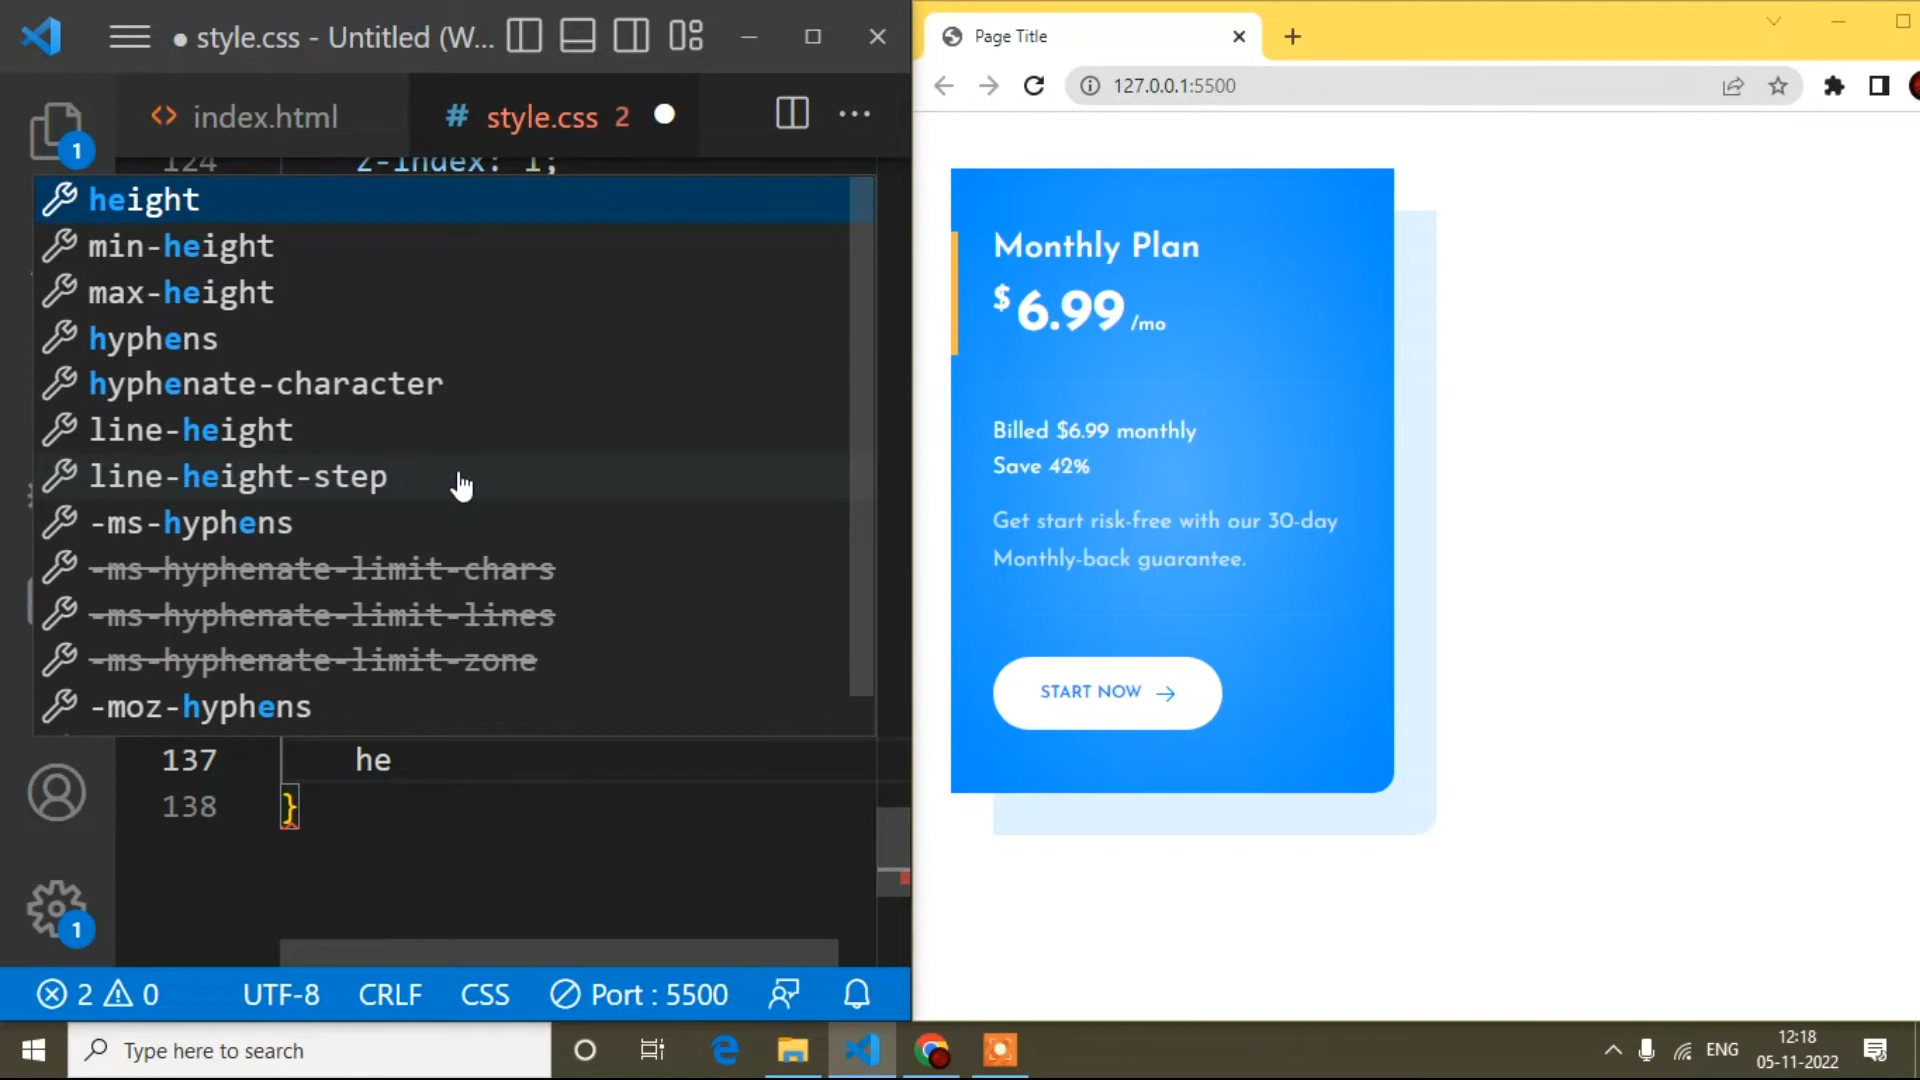 ● style.css - Untitled (W...
index.html
# style.css 2
124 z-index: 1;
height
min-height
max-height
hyphens
hyphenate-character
line-height
line-height-step
-ms-hyphens
-ms-hyphenate-limit-chars
-ms-hyphenate-limit-lines
-ms-hyphenate-limit-zone
-moz-hyphens
137 he
138 }
1
1
2 0 UTF-8 CRLF CSS Port : 5500
Page Title
127.0.0.1:5500
Monthly Plan
$6.99 /mo
Billed $6.99 monthly
Save 42%
Get start risk-free with our 30-day
Monthly-back guarantee.
START NOW →
Type here to search
ENG
12:18
05-11-2022